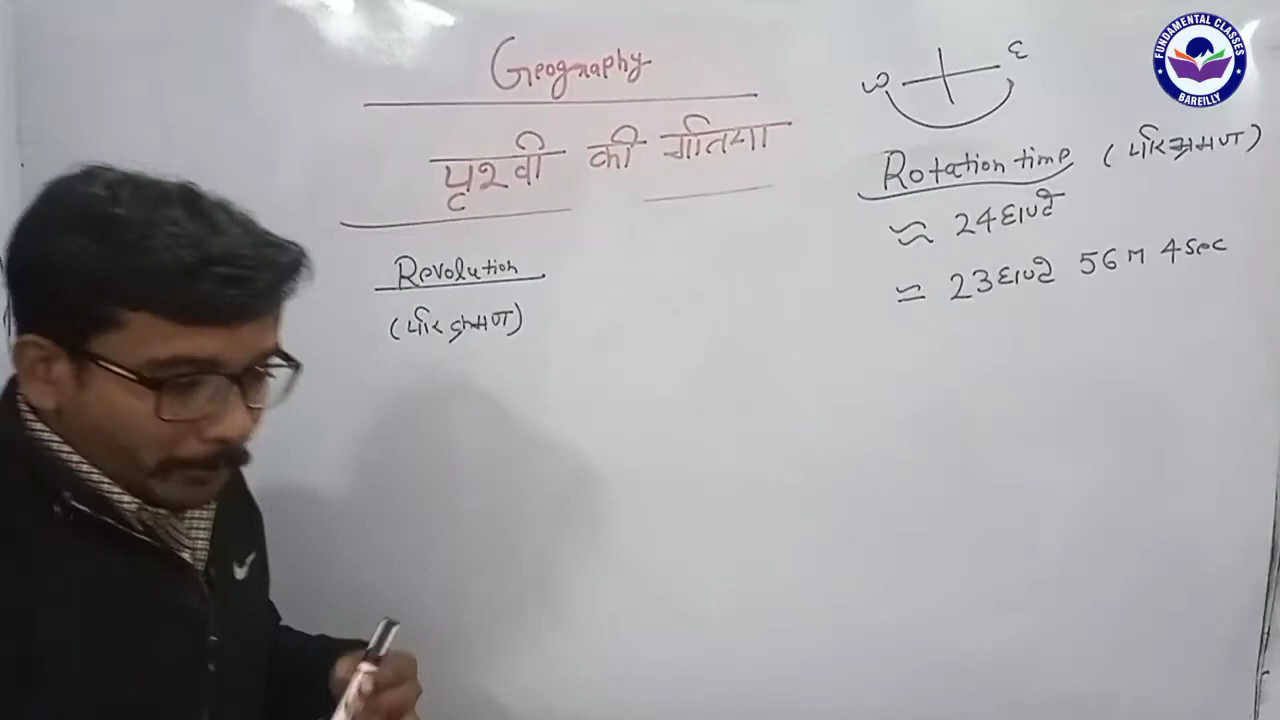 Geography
पृथ्वी की गतिया
Revolution
(परिक्रमण)
W E
Rotation time (परिभ्रमण)
≈ 24 घण्टे
≈ 23 घण्टे 56 m 4 sec
FUNDAMENTAL CLASSES
BAREILLY